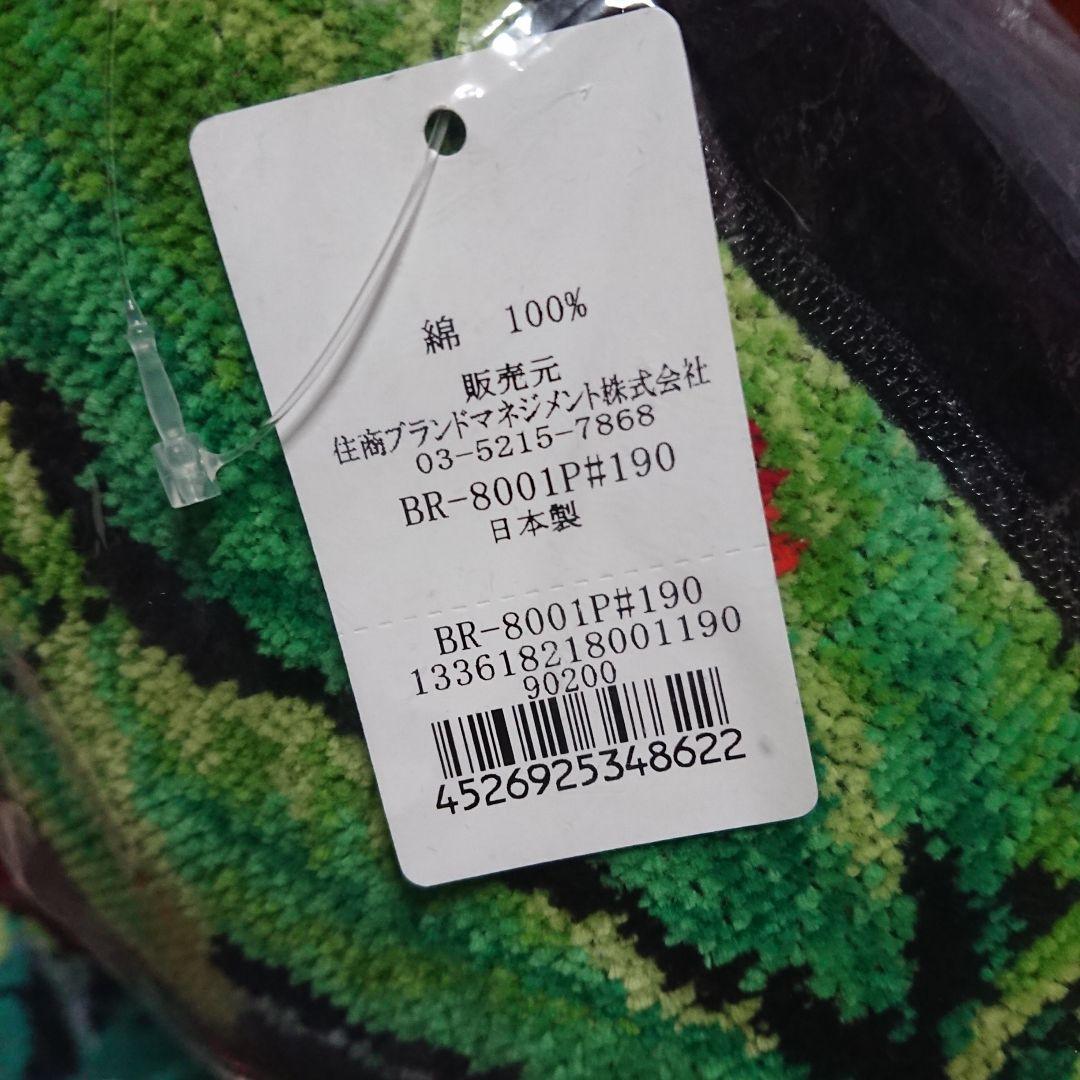 綿　100%
販売元
住商ブランドマネジメント株式会社
03-5215-7868
BR-8001P#190
日本製
BR-8001P#190
133618218001190
90200
4526925348622